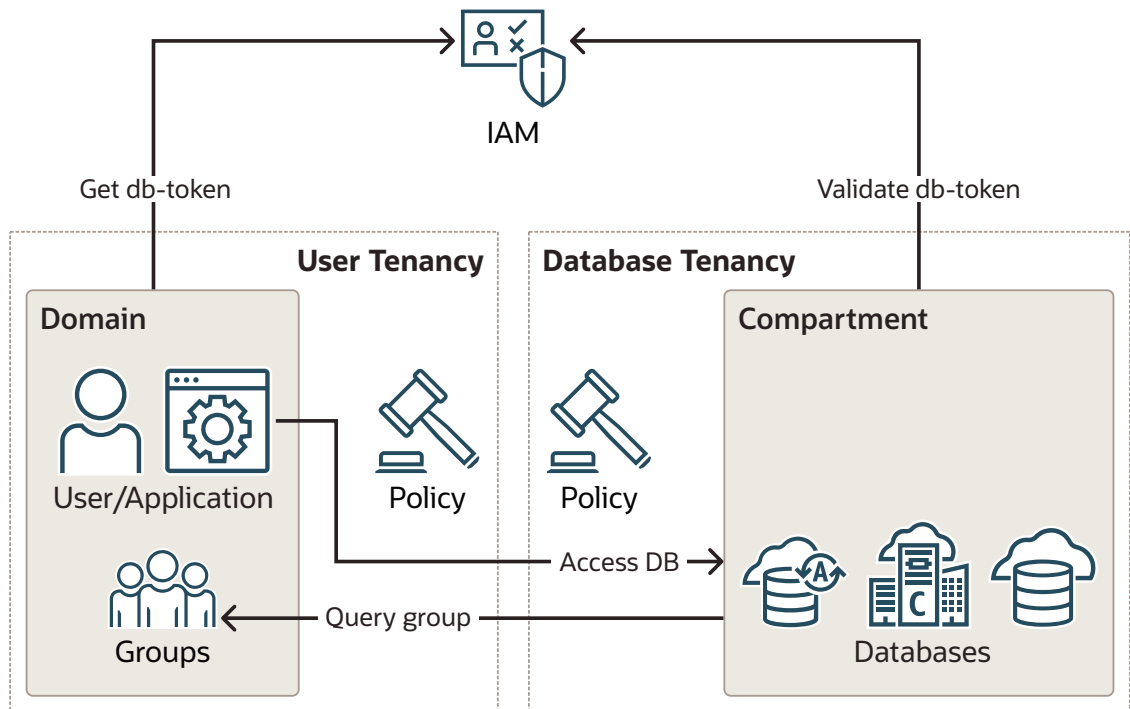 IAM
Get db-token
Validate db-token
User Tenancy
Database Tenancy
Domain
Compartment
User/Application
Policy
Policy
Access DB
A
C
Query group
Groups
Databases